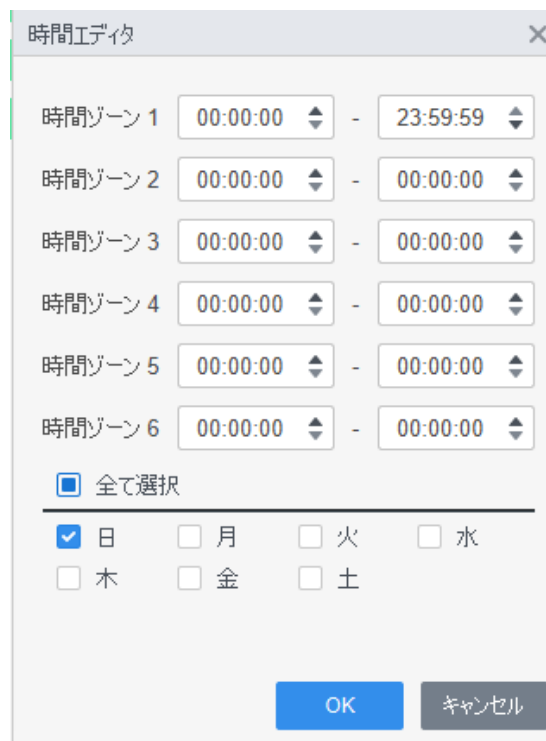 時間エディタ
時間ゾーン 1 00:00:00 - 23:59:59
時間ゾーン 2 00:00:00 - 00:00:00
時間ゾーン 3 00:00:00 - 00:00:00
時間ゾーン 4 00:00:00 - 00:00:00
時間ゾーン 5 00:00:00 - 00:00:00
時間ゾーン 6 00:00:00 - 00:00:00
全て選択
日 月 火 水
木 金 土
OK キャンセル